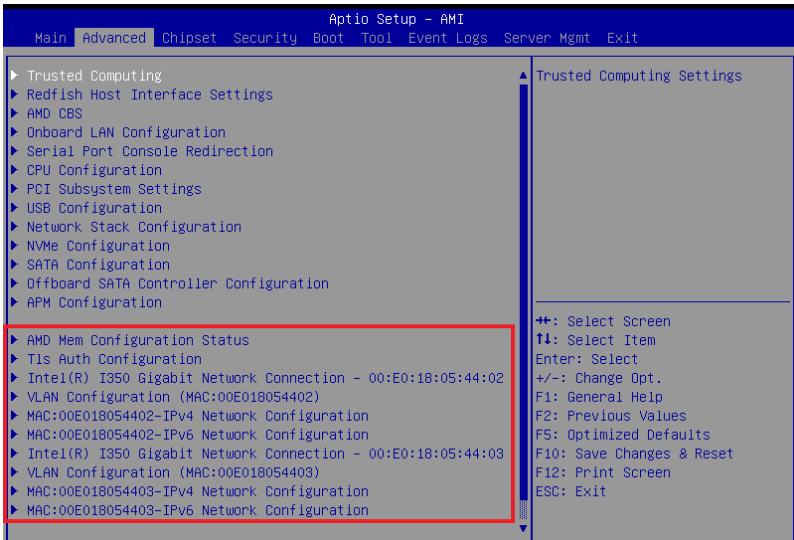 Aptio Setup - AMI
Main Advanced Chipset Security Boot Tool Event Logs Server Mgmt Exit
Trusted Computing
Redfish Host Interface Settings
AMD CBS
Onboard LAN Configuration
Serial Port Console Redirection
CPU Configuration
PCI Subsystem Settings
USB Configuration
Network Stack Configuration
NVMe Configuration
SATA Configuration
Offboard SATA Controller Configuration
APM Configuration
AMD Mem Configuration Status
Tls Auth Configuration
Intel(R) I350 Gigabit Network Connection - 00:E0:18:05:44:02
VLAN Configuration (MAC:00E018054402)
MAC:00E018054402-IPv4 Network Configuration
MAC:00E018054402-IPv6 Network Configuration
Intel(R) I350 Gigabit Network Connection - 00:E0:18:05:44:03
VLAN Configuration (MAC:00E018054403)
MAC:00E018054403-IPv4 Network Configuration
MAC:00E018054403-IPv6 Network Configuration
Trusted Computing Settings
→←: Select Screen
↑↓: Select Item
Enter: Select
+/-: Change Opt.
F1: General Help
F2: Previous Values
F5: Optimized Defaults
F10: Save Changes & Reset
F12: Print Screen
ESC: Exit